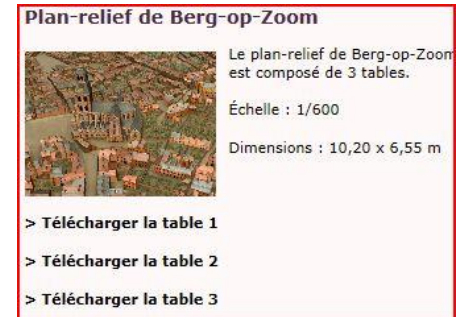 Plan-relief de Berg-op-Zoom
Le plan-relief de Berg-op-Zoom
est composé de 3 tables.
Échelle : 1/600
Dimensions : 10,20 x 6,55 m
> Télécharger la table 1
> Télécharger la table 2
> Télécharger la table 3